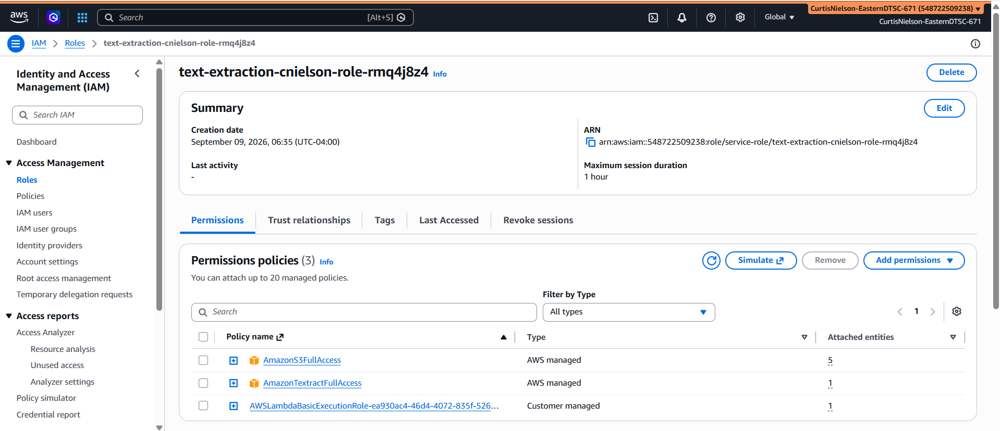 aws
Search
[Alt+S]
Global
CurtisNielson-EasternDTSC-671 (548722509238)
CurtisNielson-EasternDTSC-671
IAM
Roles
text-extraction-cnielson-role-rmq4j8z4
Identity and Access
Management (IAM)
Search IAM
Dashboard
Access Management
Roles
Policies
IAM users
IAM user groups
Identity providers
Account settings
Root access management
Temporary delegation requests
Access reports
Access Analyzer
Resource analysis
Unused access
Analyzer settings
Policy simulator
Credential report
text-extraction-cnielson-role-rmq4j8z4 Info
Delete
Summary
Edit
Creation date
September 09, 2026, 06:35 (UTC-04:00)
ARN
arn:aws:iam::548722509238:role/service-role/text-extraction-cnielson-role-rmq4j8z4
Last activity
-
Maximum session duration
1 hour
Permissions
Trust relationships
Tags
Last Accessed
Revoke sessions
Permissions policies (3) Info
You can attach up to 20 managed policies.
Simulate
Remove
Add permissions
Filter by Type
Search
All types
1
Policy name
Type
Attached entities
AmazonS3FullAccess
AWS managed
5
AmazonTextractFullAccess
AWS managed
1
AWSLambdaBasicExecutionRole-ea930ac4-46d4-4072-835f-526...
Customer managed
1